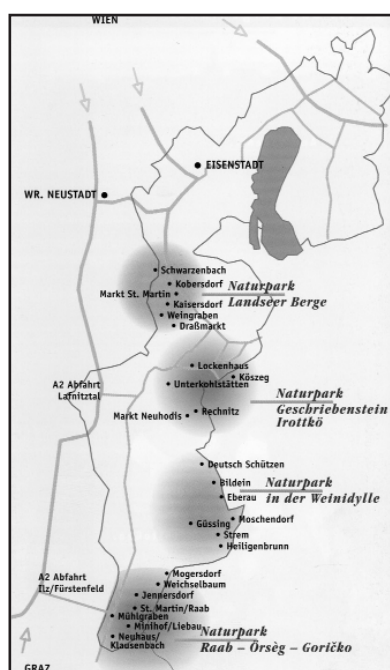 WIEN
EISENSTADT
WR. NEUSTADT
Schwarzenbach
Kobersdorf
Markt St. Martin
Kaisersdorf
Weingraben
Draßmarkt
Naturpark
Landseer Berge
Lockenhaus
Köszeg
Unterkohlstätten
A2 Abfahrt
Lafnitztal
Markt Neuhodis
Rechnitz
Naturpark
Geschriebenstein
Irottkö
Deutsch Schützen
Bildein
Eberau
Naturpark
in der Weinidylle
Moschendorf
Güssing
Strem
Heiligenbrunn
Mogersdorf
Weichselbaum
A2 Abfahrt
Ilz/Fürstenfeld
Jennersdorf
St. Martin/Raab
Mühlgraben
Minihof/Liebau
Neuhaus/
Klausenbach
Naturpark
Raab – Örsèg – Goričko
GRAZ